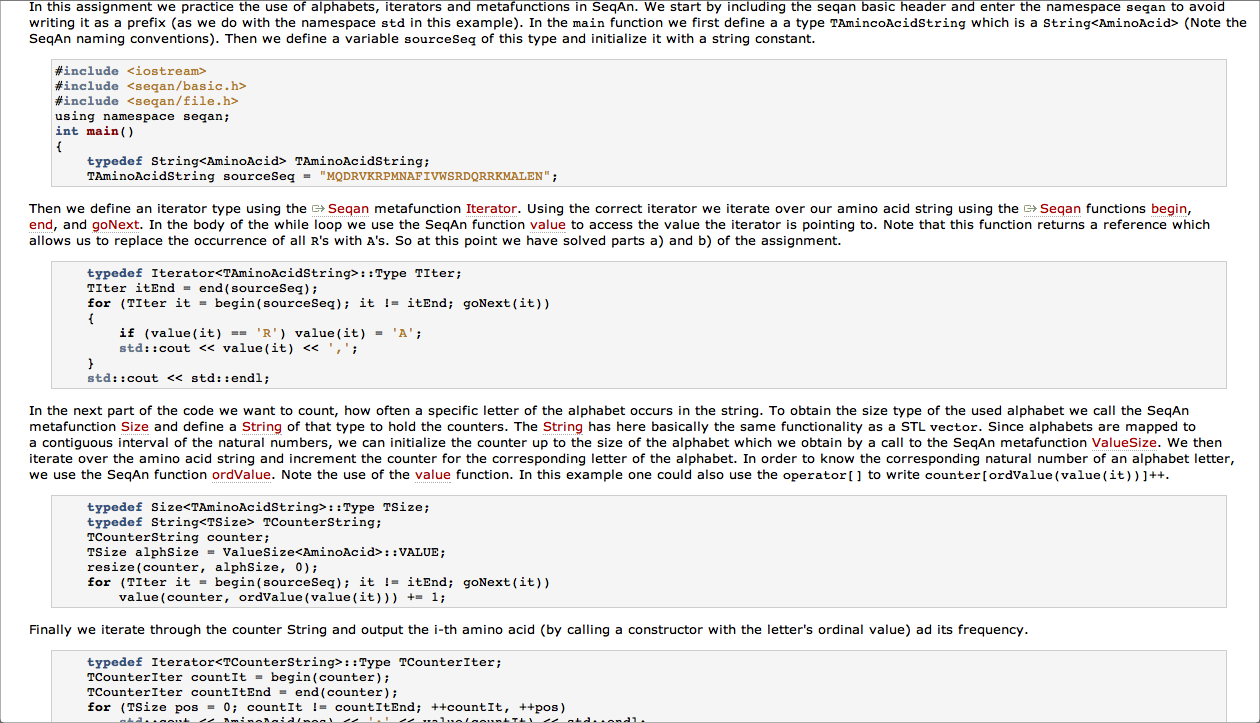 In this assignment we practice the use of alphabets, iterators and metafunctions in SeqAn. We start by including the seqan basic header and enter the namespace seqan to avoid
writing it as a prefix (as we do with the namespace std in this example). In the main function we first define a a type TAmincoAcidString which is a String<AminoAcid> (Note the
SeqAn naming conventions). Then we define a variable sourceSeq of this type and initialize it with a string constant.
#include <iostream>
#include <seqan/basic.h>
#include <seqan/file.h>
using namespace seqan;
int main()
{
    typedef String<AminoAcid> TAminoAcidString;
    TAminoAcidString sourceSeq = "MQDRVKRPMNAFIVWSRDQRRKMALEN";
Then we define an iterator type using the Seqan metafunction Iterator. Using the correct iterator we iterate over our amino acid string using the Seqan functions begin,
end, and goNext. In the body of the while loop we use the SeqAn function value to access the value the iterator is pointing to. Note that this function returns a reference which
allows us to replace the occurrence of all R's with A's. So at this point we have solved parts a) and b) of the assignment.
    typedef Iterator<TAminoAcidString>::Type TIter;
    TIter itEnd = end(sourceSeq);
    for (TIter it = begin(sourceSeq); it != itEnd; goNext(it))
    {
        if (value(it) == 'R') value(it) = 'A';
        std::cout << value(it) << ',';
    }
    std::cout << std::endl;
In the next part of the code we want to count, how often a specific letter of the alphabet occurs in the string. To obtain the size type of the used alphabet we call the SeqAn
metafunction Size and define a String of that type to hold the counters. The String has here basically the same functionality as a STL vector. Since alphabets are mapped to
a contiguous interval of the natural numbers, we can initialize the counter up to the size of the alphabet which we obtain by a call to the SeqAn metafunction ValueSize. We then
iterate over the amino acid string and increment the counter for the corresponding letter of the alphabet. In order to know the corresponding natural number of an alphabet letter,
we use the SeqAn function ordValue. Note the use of the value function. In this example one could also use the operator[] to write counter[ordValue(value(it))]++.
    typedef Size<TAminoAcidString>::Type TSize;
    typedef String<TSize> TCounterString;
    TCounterString counter;
    TSize alphSize = ValueSize<AminoAcid>::VALUE;
    resize(counter, alphSize, 0);
    for (TIter it = begin(sourceSeq); it != itEnd; goNext(it))
        value(counter, ordValue(value(it))) += 1;
Finally we iterate through the counter String and output the i-th amino acid (by calling a constructor with the letter's ordinal value) ad its frequency.
    typedef Iterator<TCounterString>::Type TCounterIter;
    TCounterIter countIt = begin(counter);
    TCounterIter countItEnd = end(counter);
    for (TSize pos = 0; countIt != countItEnd; ++countIt, ++pos)
        std::cout << AminoAcid(pos) << ':' << value(countIt) << std::endl;